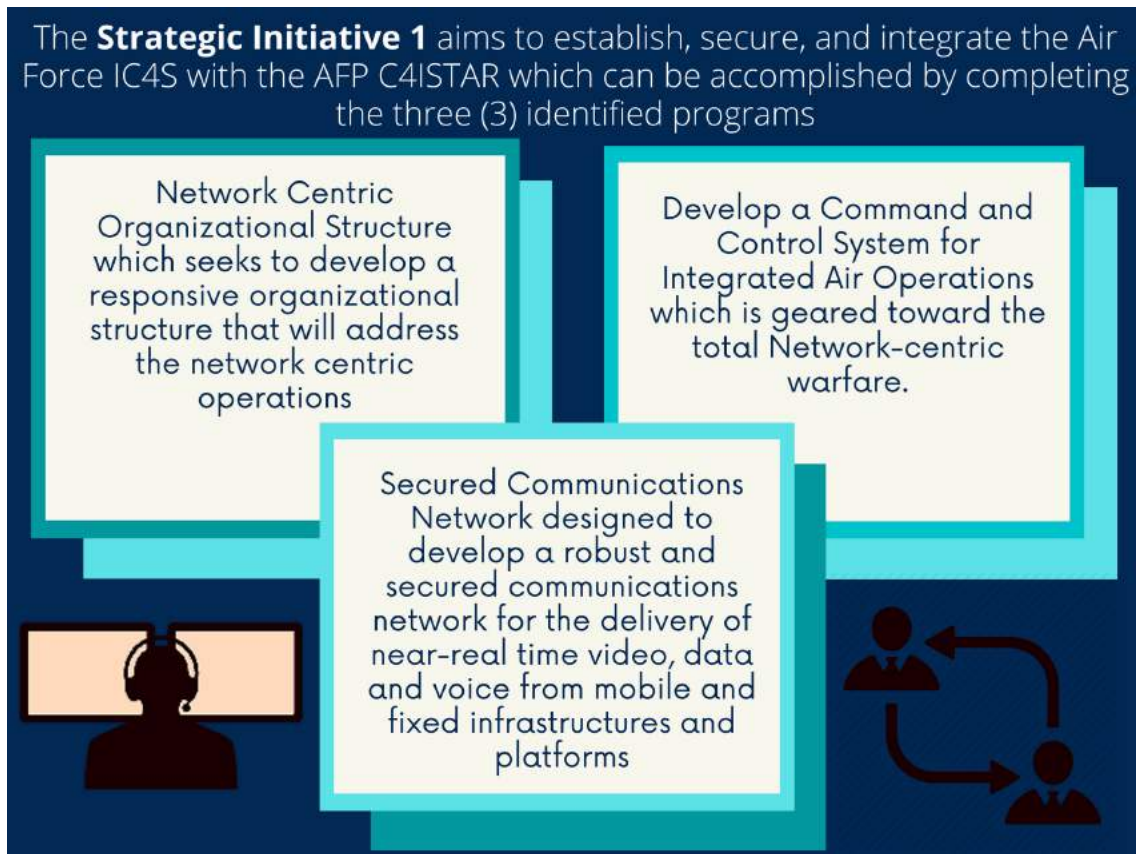 The Strategic Initiative 1 aims to establish, secure, and integrate the Air
Force IC4S with the AFP C4ISTAR which can be accomplished by completing
the three (3) identified programs
Network Centric
Organizational Structure
which seeks to develop a
responsive organizational
structure that will address
the network centric
operations
Develop a Command and
Control System for
Integrated Air Operations
which is geared toward the
total Network-centric
warfare.
Secured Communications
Network designed to
develop a robust and
secured communications
network for the delivery of
near-real time video, data
and voice from mobile and
fixed infrastructures and
platforms